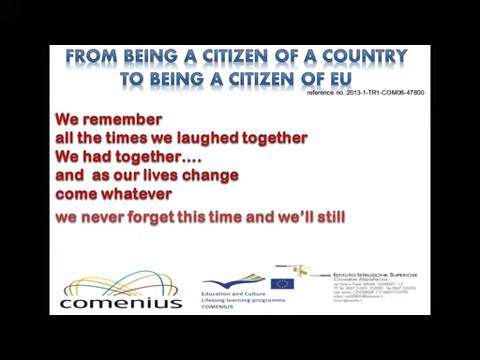 FROM BEING A CITIZEN OF A COUNTRY
TO BEING A CITIZEN OF EU
reference no. 2013-1-TR1-COM06-47800
We remember
all the times we laughed together
We had together....
and as our lives change
come whatever
we never forget this time and we'll still
comenius
Education and Culture
Lifelong learning programme
COMENIUS
ISTITUTO ISTRUZIONE SUPERIORE